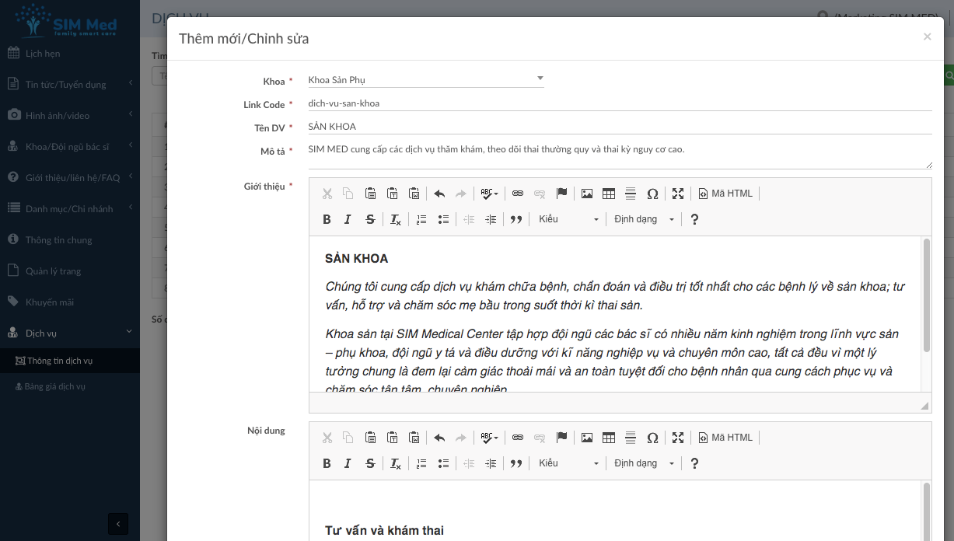 SIM Med
family smart care
Lịch hẹn
Tin tức/Tuyển dụng
Hình ảnh/video
Khoa/Đội ngũ bác sĩ
Giới thiệu/liên hệ/FAQ
Danh mục/Chi nhánh
Thông tin chung
Quản lý trang
Khuyến mãi
Dịch vụ
Thông tin dịch vụ
Bảng giá dịch vụ
DỊCH VỤ
(Marketing SIM MED)
Thêm mới/Chỉnh sửa
×
Khoa * Khoa Sản Phụ
Link Code * dich-vu-san-khoa
Tên DV * SẢN KHOA
Mô tả * SIM MED cung cấp các dịch vụ thăm khám, theo dõi thai thường quy và thai kỳ nguy cơ cao.
Giới thiệu *
Mã HTML
B I S Tx Kiểu Định dạng ?
SẢN KHOA
Chúng tôi cung cấp dịch vụ khám chữa bệnh, chẩn đoán và điều trị tốt nhất cho các bệnh lý về sản khoa; tư
vấn, hỗ trợ và chăm sóc mẹ bầu trong suốt thời kì thai sản.
Khoa sản tại SIM Medical Center tập hợp đội ngũ các bác sĩ có nhiều năm kinh nghiệm trong lĩnh vực sản
– phụ khoa, đội ngũ y tá và điều dưỡng với kĩ năng nghiệp vụ và chuyên môn cao, tất cả đều vì một lý
tưởng chung là đem lại cảm giác thoải mái và an toàn tuyệt đối cho bệnh nhân qua cung cách phục vụ và
chăm sóc tận tâm, chuyên nghiệp
Nội dung
Mã HTML
B I S Tx Kiểu Định dạng ?
Tư vấn và khám thai